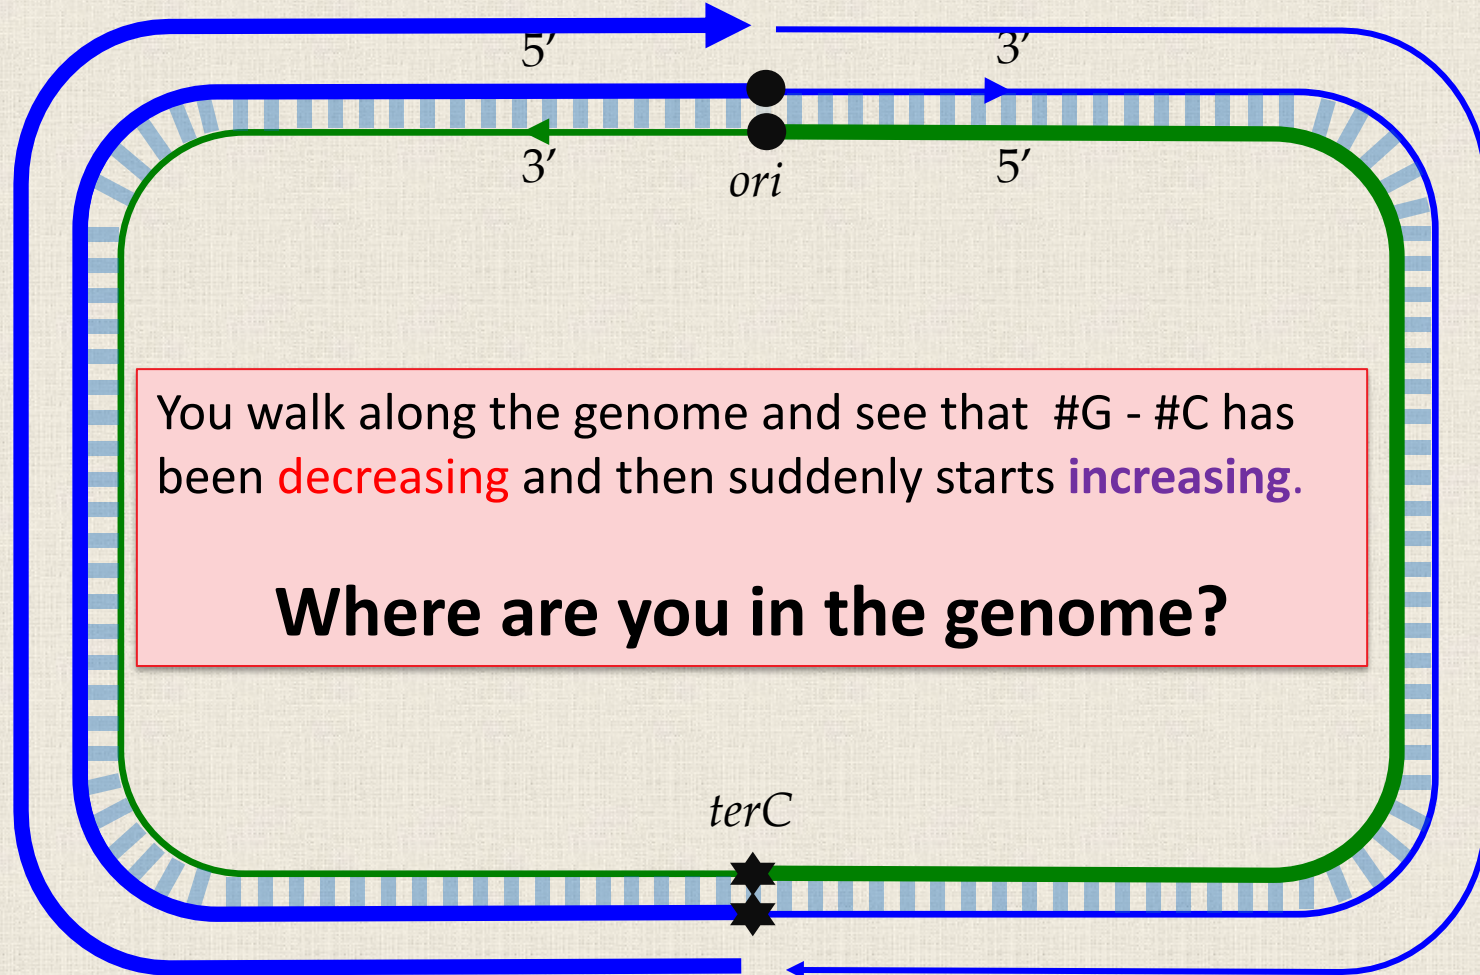 5′ 3′
3′ ori 5′
You walk along the genome and see that #G - #C has
been decreasing and then suddenly starts increasing.
Where are you in the genome?
terC